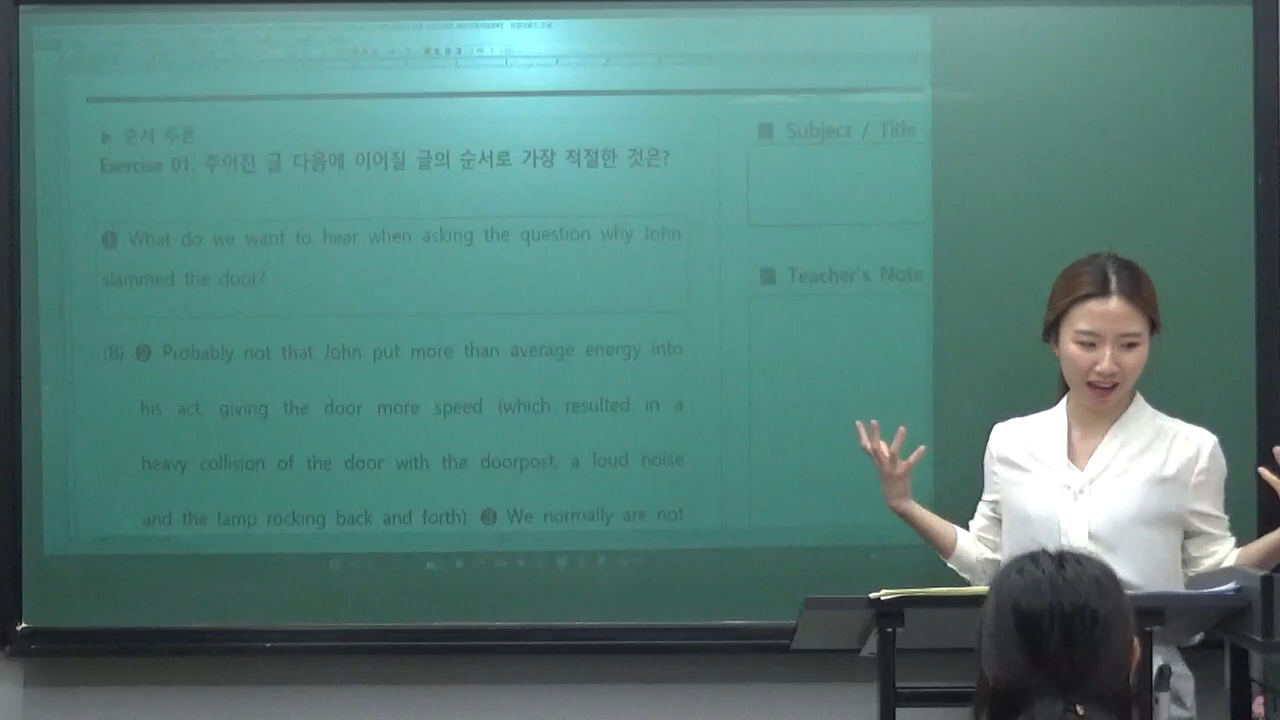 ▶ 순서 추론
Exercise 01. 주어진 글 다음에 이어질 글의 순서로 가장 적절한 것은?
❶ What do we want to hear when asking the question why John
slammed the door?
(B) ❷ Probably not that John put more than average energy into
his act, giving the door more speed (which resulted in a
heavy collision of the door with the doorpost, a loud noise
and the lamp rocking back and forth) ❸ We normally are not
■ Subject / Title
■ Teacher's Note